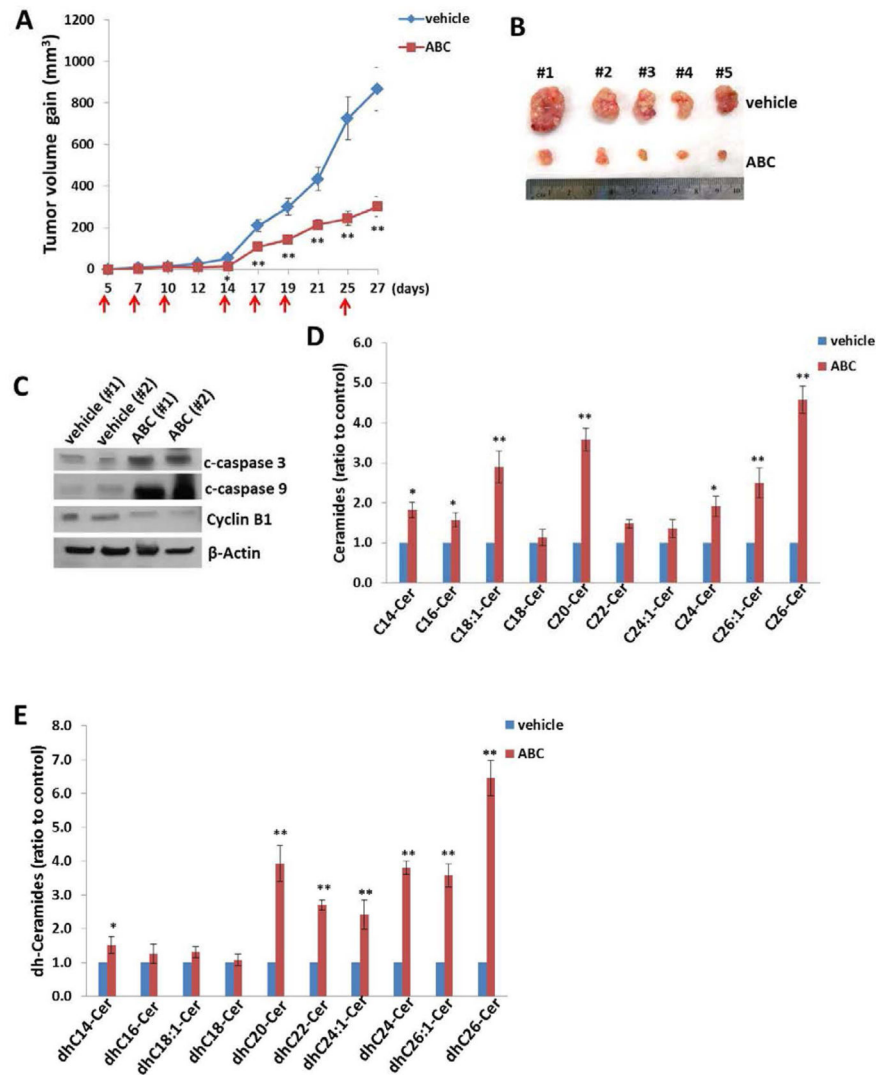 A
vehicle
ABC
Tumor volume gain (mm³)
1200
1000
800
600
400
200
0
* ** ** ** ** **
5 7 10 12 14 17 19 21 25 27 (days)
B
#1 #2 #3 #4 #5
vehicle
ABC
C
vehicle (#1)
vehicle (#2)
ABC (#1)
ABC (#2)
c-caspase 3
c-caspase 9
Cyclin B1
β-Actin
D
vehicle
ABC
Ceramides (ratio to control)
6.0
5.0
4.0
3.0
2.0
1.0
0.0
* * ** ** * ** **
C14-Cer
C16-Cer
C18:1-Cer
C18-Cer
C20-Cer
C22-Cer
C24:1-Cer
C24-Cer
C26:1-Cer
C26-Cer
E
vehicle
ABC
dh-Ceramides (ratio to control)
8.0
7.0
6.0
5.0
4.0
3.0
2.0
1.0
0.0
* ** ** ** ** ** **
dhC14-Cer
dhC16-Cer
dhC18:1-Cer
dhC18-Cer
dhC20-Cer
dhC22-Cer
dhC24:1-Cer
dhC24-Cer
dhC26:1-Cer
dhC26-Cer